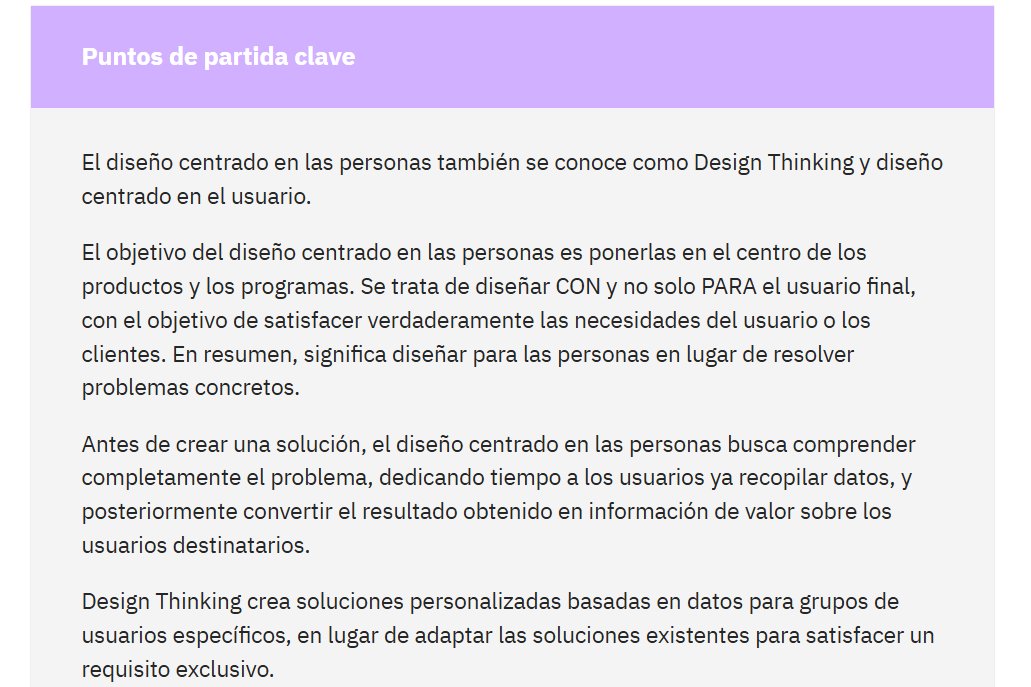 Puntos de partida clave
El diseño centrado en las personas también se conoce como Design Thinking y diseño
centrado en el usuario.
El objetivo del diseño centrado en las personas es ponerlas en el centro de los
productos y los programas. Se trata de diseñar CON y no solo PARA el usuario final,
con el objetivo de satisfacer verdaderamente las necesidades del usuario o los
clientes. En resumen, significa diseñar para las personas en lugar de resolver
problemas concretos.
Antes de crear una solución, el diseño centrado en las personas busca comprender
completamente el problema, dedicando tiempo a los usuarios ya recopilar datos, y
posteriormente convertir el resultado obtenido en información de valor sobre los
usuarios destinatarios.
Design Thinking crea soluciones personalizadas basadas en datos para grupos de
usuarios específicos, en lugar de adaptar las soluciones existentes para satisfacer un
requisito exclusivo.